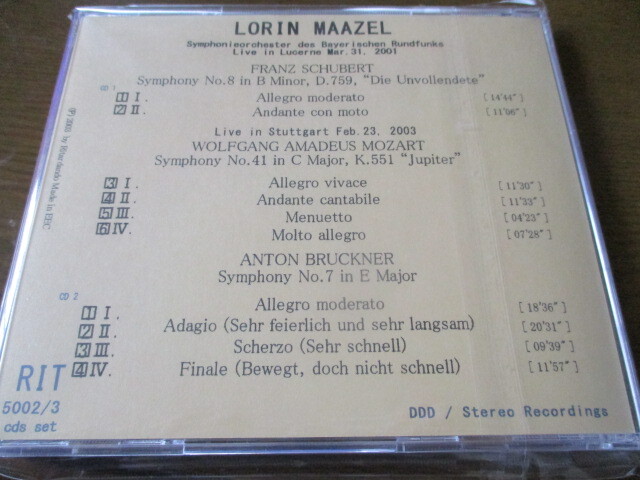 LORIN MAAZEL
Symphonieorchester des Bayerischen Rundfunks
Live in Lucerne Mar.31, 2001
FRANZ SCHUBERT
Symphony No.8 in B Minor, D.759, "Die Unvollendete"
CD 1
1 I. Allegro moderato [14'44"]
2 II. Andante con moto [11'06"]
Live in Stuttgart Feb.23, 2003
WOLFGANG AMADEUS MOZART
Symphony No.41 in C Major, K.551 "Jupiter"
3 I. Allegro vivace [11'30"]
4 II. Andante cantabile [11'33"]
5 III. Menuetto [04'23"]
6 IV. Molto allegro [07'28"]
ANTON BRUCKNER
Symphony No.7 in E Major
CD 2
1 I. Allegro moderato [18'36"]
2 II. Adagio (Sehr feierlich und sehr langsam) [20'31"]
3 III. Scherzo (Sehr schnell) [09'39"]
4 IV. Finale (Bewegt, doch nicht schnell) [11'57"]
RIT
5002/3
cds set
DDD / Stereo Recordings
(P) 2003 by Ritardando Made in EEC